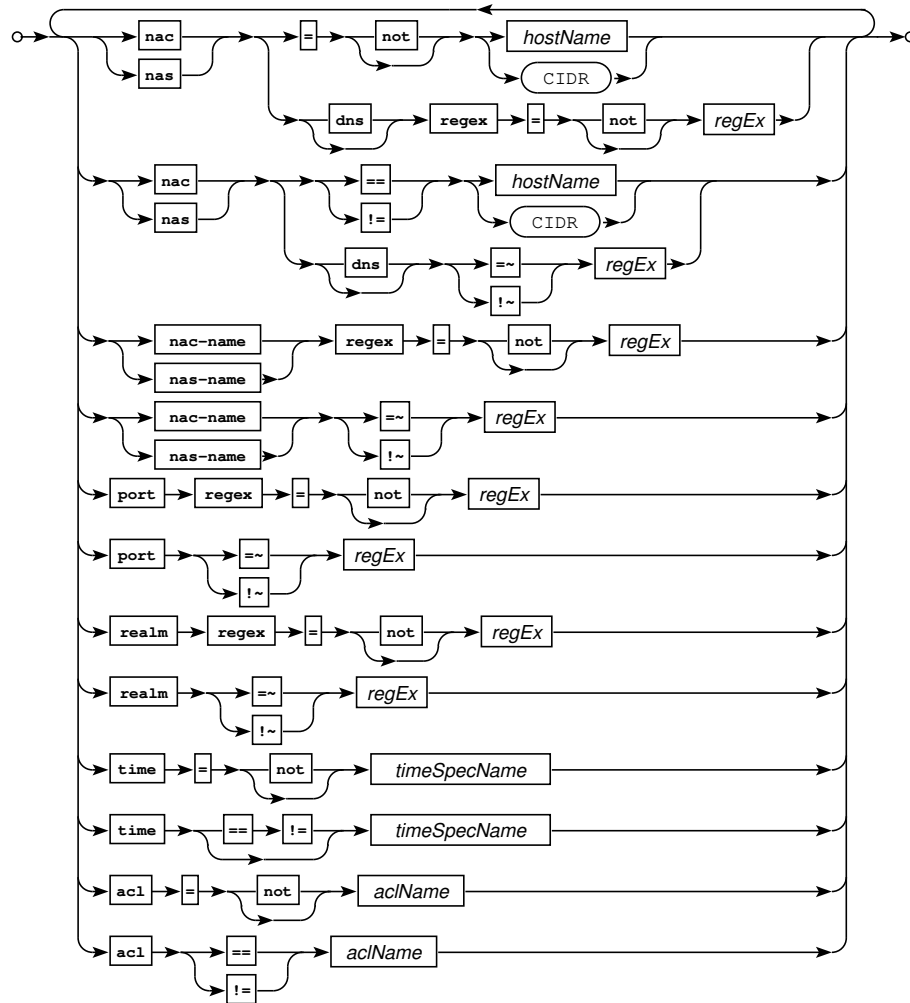 nac = not hostName
nas CIDR
dns regex = not regEx
nac == hostName
nas != CIDR
dns =~ regEx
!~
nac-name regex = not regEx
nas-name
nac-name =~ regEx
nas-name !~
port regex = not regEx
port =~ regEx
!~
realm regex = not regEx
realm =~ regEx
!~
time = not timeSpecName
time == != timeSpecName
acl = not aclName
acl == aclName
!=